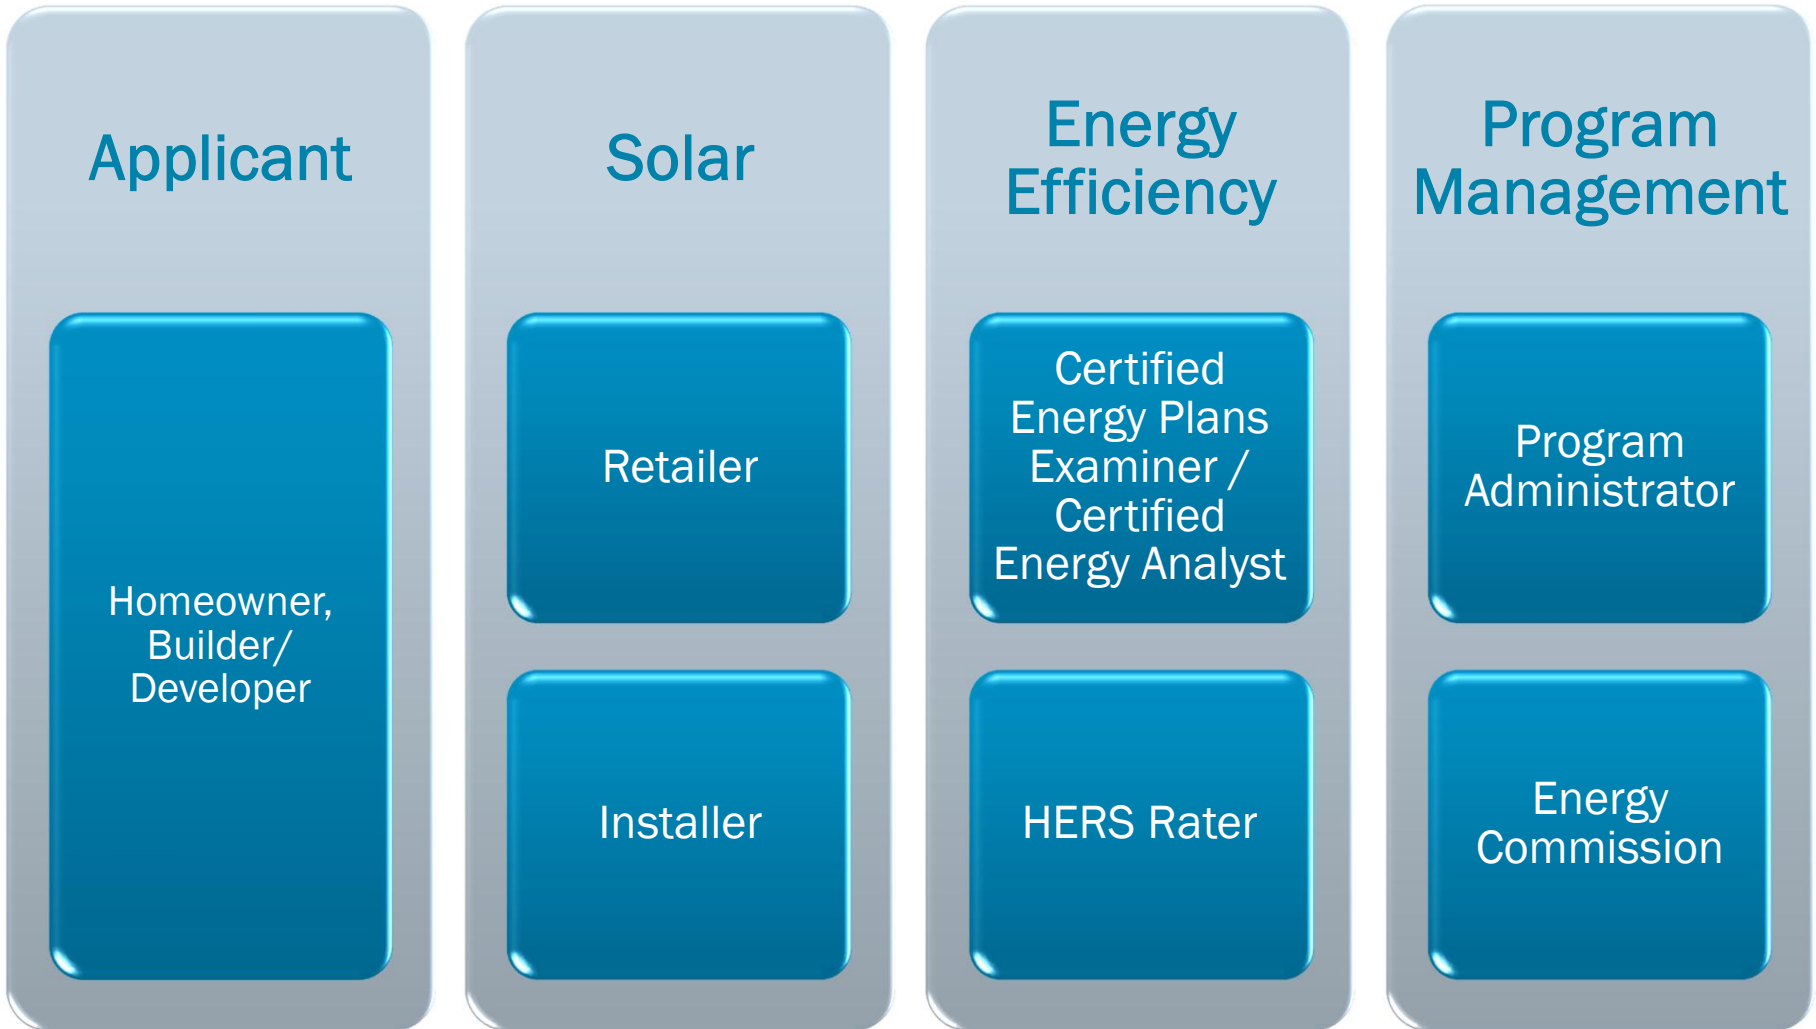 Applicant
Homeowner,
Builder/
Developer
Solar
Retailer
Installer
Energy
Efficiency
Certified
Energy Plans
Examiner /
Certified
Energy Analyst
HERS Rater
Program
Management
Program
Administrator
Energy
Commission